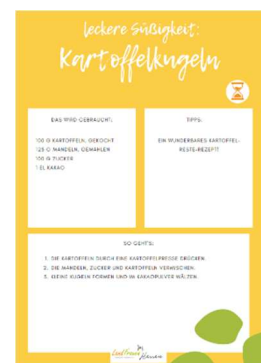 leckere Süßigkeit:
Kartoffelkugeln
DAS WIRD GEBRAUCHT:
100 G KARTOFFELN, GEKOCHT
125 G MANDELN, GEMAHLEN
100 G ZUCKER
1 EL KAKAO
TIPPS:
EIN WUNDERBARES KARTOFFEL-
RESTE-REZEPT!
SO GEHT'S:
1. DIE KARTOFFELN DURCH EINE KARTOFFELPRESSE DRÜCKEN.
2. DIE MANDELN, ZUCKER UND KARTOFFELN VERMISCHEN.
3. KLEINE KUGELN FORMEN UND IM KAKAOPULVER WÄLZEN.